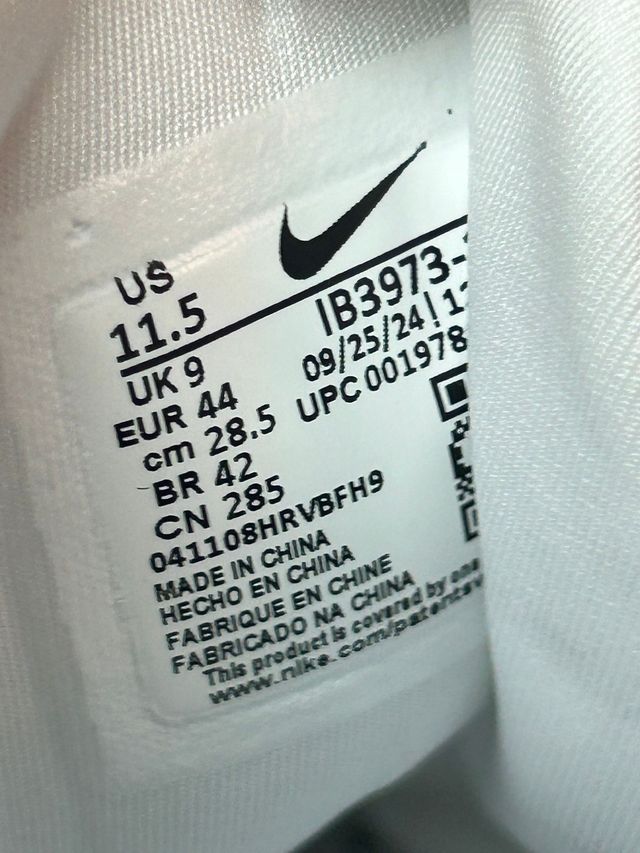 US
11.5
UK 9
EUR 44
cm 28.5
BR 42
CN 285
041108HRVBFH9
MADE IN CHINA
HECHO EN CHINA
FABRIQUE EN CHINE
FABRICADO NA CHINA
This product is covered by one
www.nike.com/patents
IB3973-
09/25/24
UPC 001978